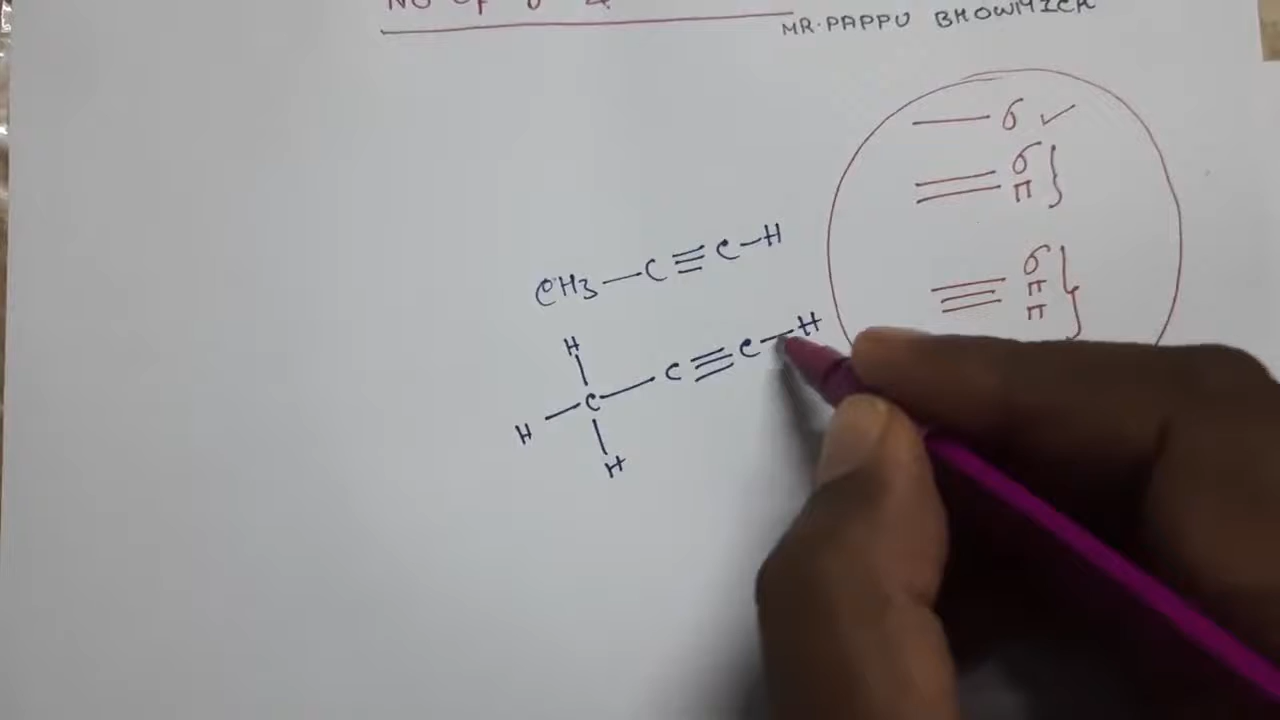 MR. PAPPU BHOWMICK
— σ ✓
= σ π }
≡ σ π π }
CH3—C≡C—H
H
H—C—C≡C—H
H